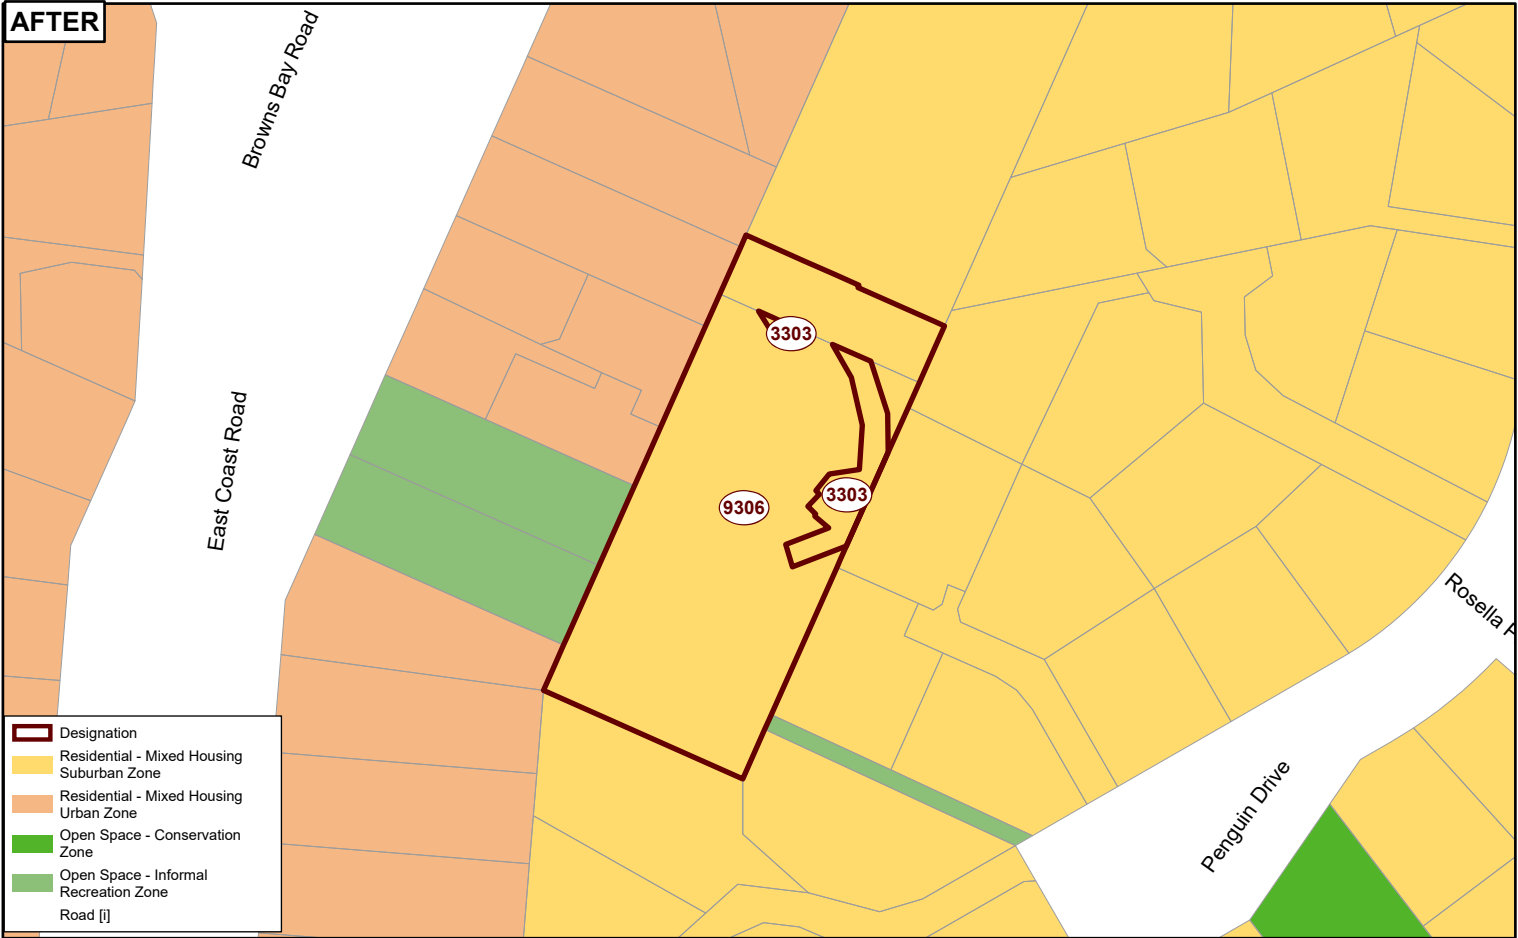 AFTER
Browns Bay Road
East Coast Road
3303
3303
9306
Rosella P
Penguin Drive
Designation
Residential - Mixed Housing
Suburban Zone
Residential - Mixed Housing
Urban Zone
Open Space - Conservation
Zone
Open Space - Informal
Recreation Zone
Road [i]